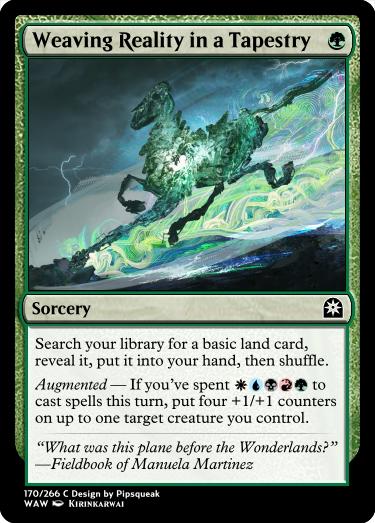 Weaving Reality in a Tapestry
Sorcery
Search your library for a basic land card,
reveal it, put it into your hand, then shuffle.
Augmented — If you've spent to
cast spells this turn, put four +1/+1 counters
on up to one target creature you control.
"What was this plane before the Wonderlands?"
—Fieldbook of Manuela Martinez
170/266 C Design by Pipsqueak
WAW Kirinkarwai